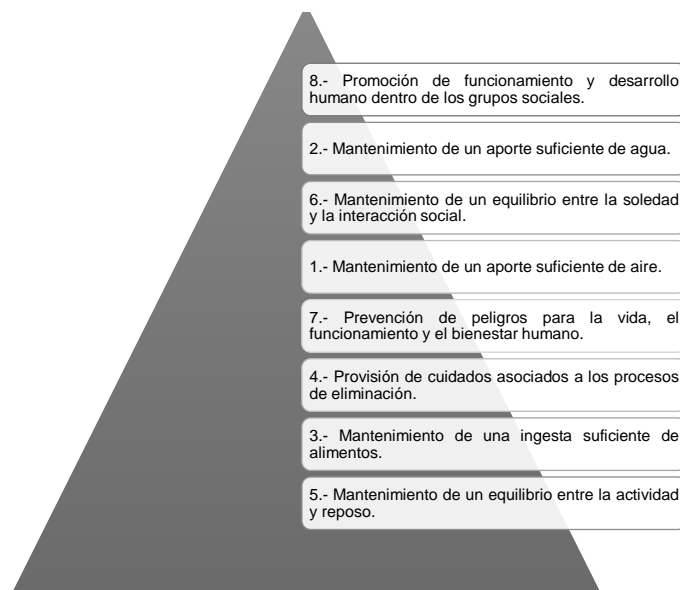 8.- Promoción de funcionamiento y desarrollo
humano dentro de los grupos sociales.
2.- Mantenimiento de un aporte suficiente de agua.
6.- Mantenimiento de un equilibrio entre la soledad
y la interacción social.
1.- Mantenimiento de un aporte suficiente de aire.
7.- Prevención de peligros para la vida, el
funcionamiento y el bienestar humano.
4.- Provisión de cuidados asociados a los procesos
de eliminación.
3.- Mantenimiento de una ingesta suficiente de
alimentos.
5.- Mantenimiento de un equilibrio entre la actividad
y reposo.